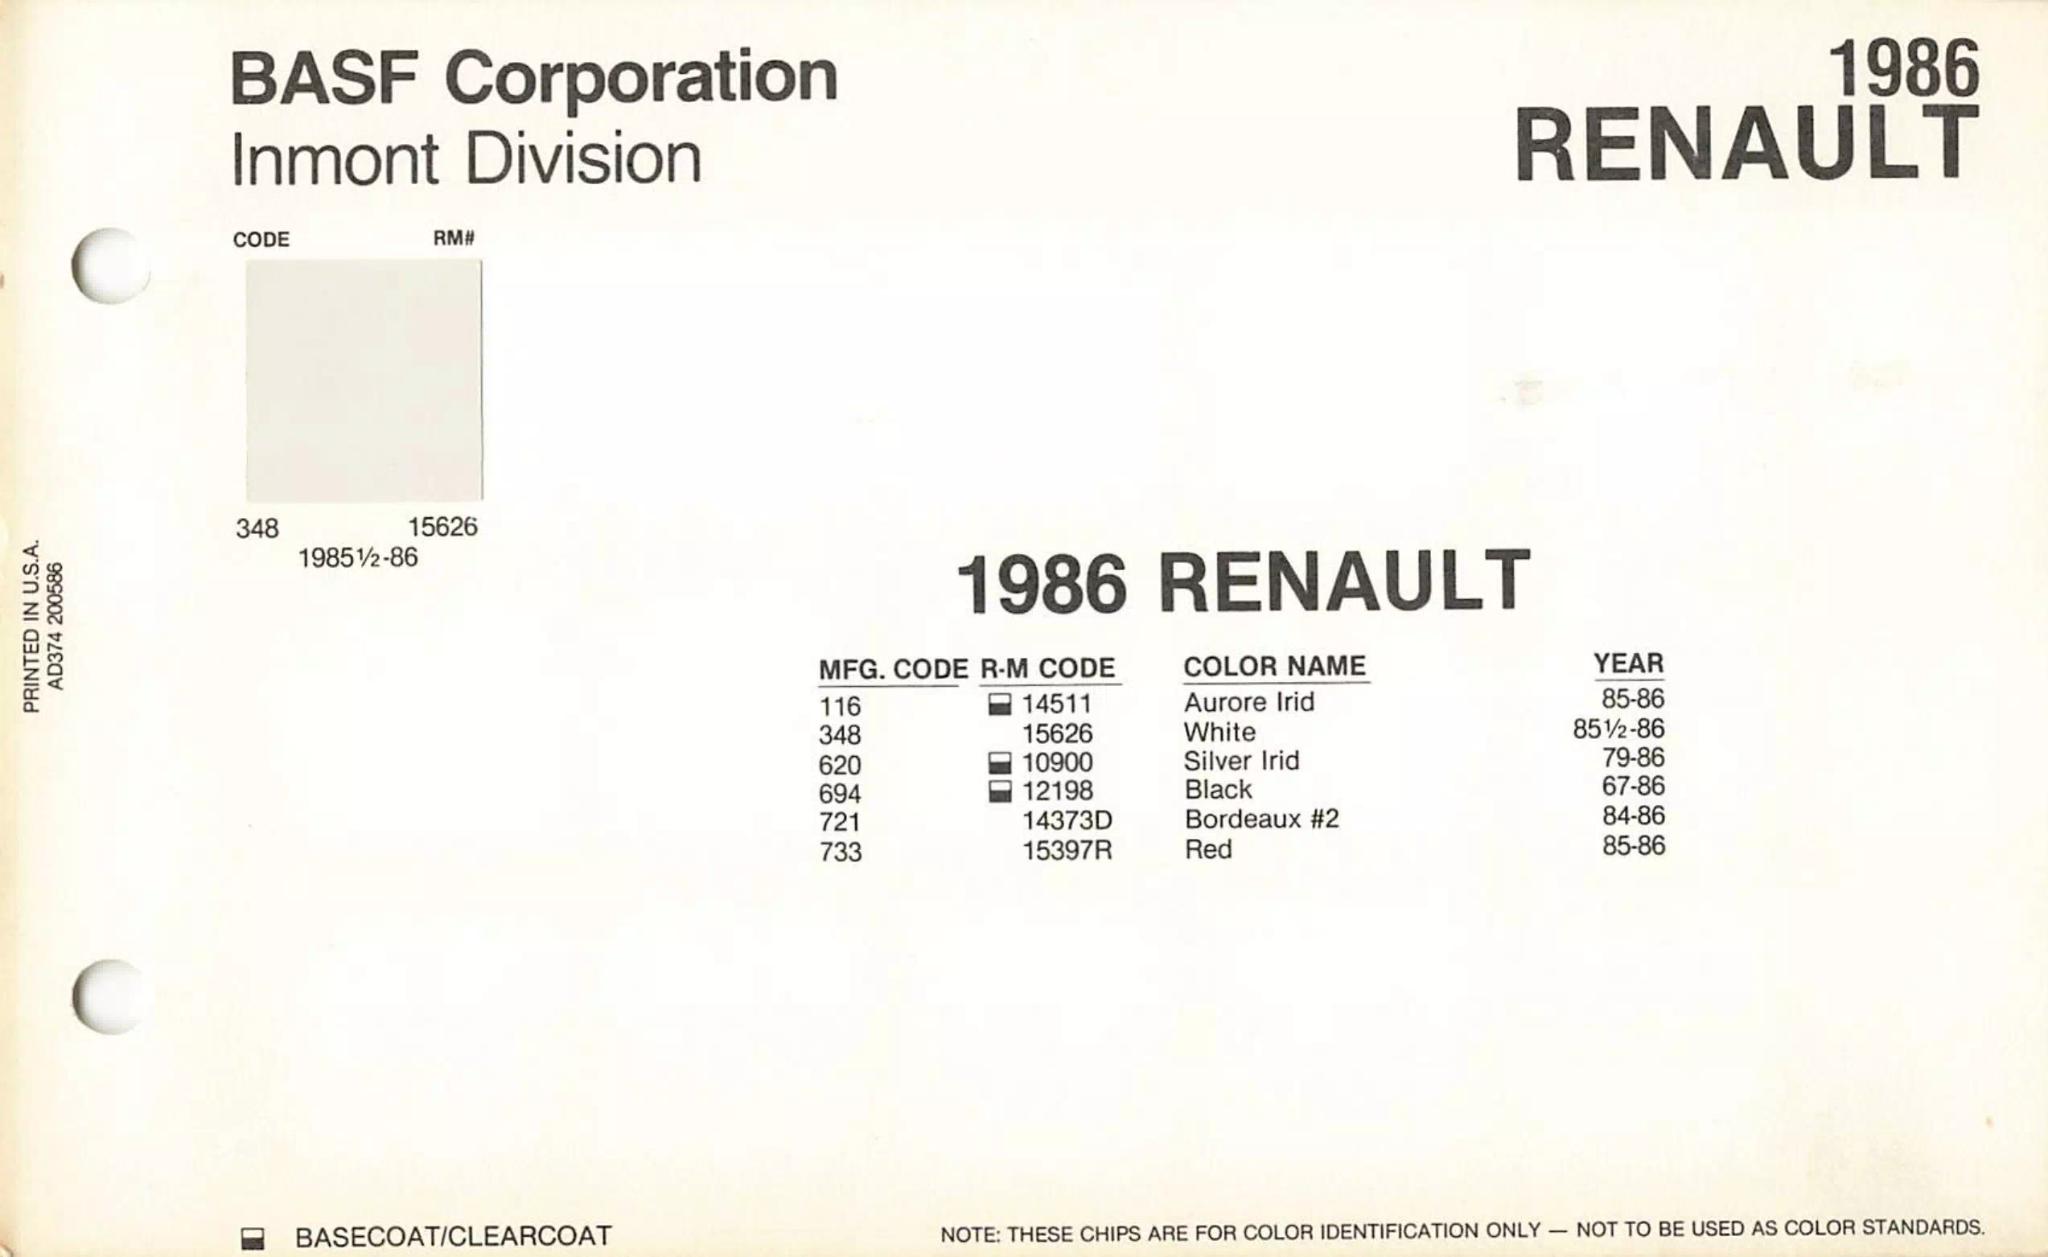 BASF Corporation
Inmont Division
1986
RENAULT
CODE RM#
348 15626
1985½-86
PRINTED IN U.S.A.
AD374 200586
1986 RENAULT
MFG. CODE R-M CODE COLOR NAME YEAR
116 14511 Aurore Irid 85-86
348 15626 White 85½-86
620 10900 Silver Irid 79-86
694 12198 Black 67-86
721 14373D Bordeaux #2 84-86
733 15397R Red 85-86
BASECOAT/CLEARCOAT
NOTE: THESE CHIPS ARE FOR COLOR IDENTIFICATION ONLY — NOT TO BE USED AS COLOR STANDARDS.